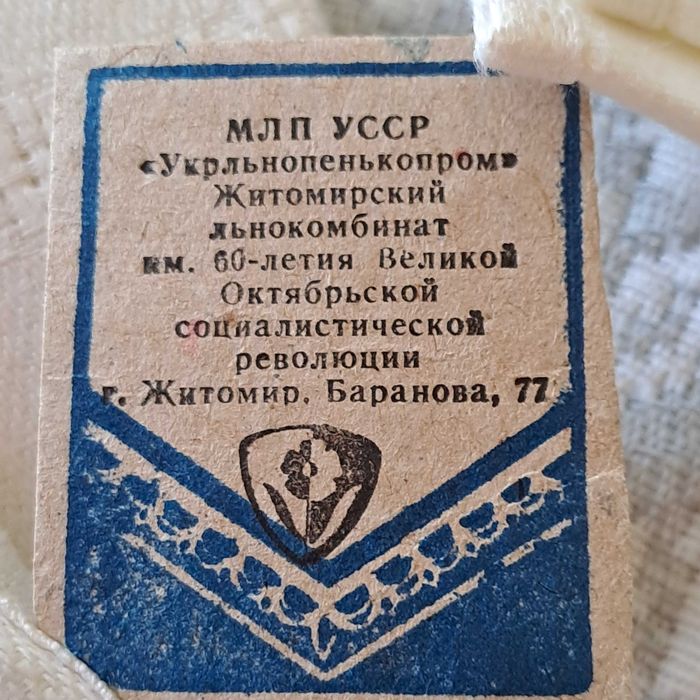 МЛП УССР
«Укрльнопенькопром»
Житомирский
льнокомбинат
им. 60-летия Великой
Октябрьской
социалистической
революции
г. Житомир, Баранова, 77